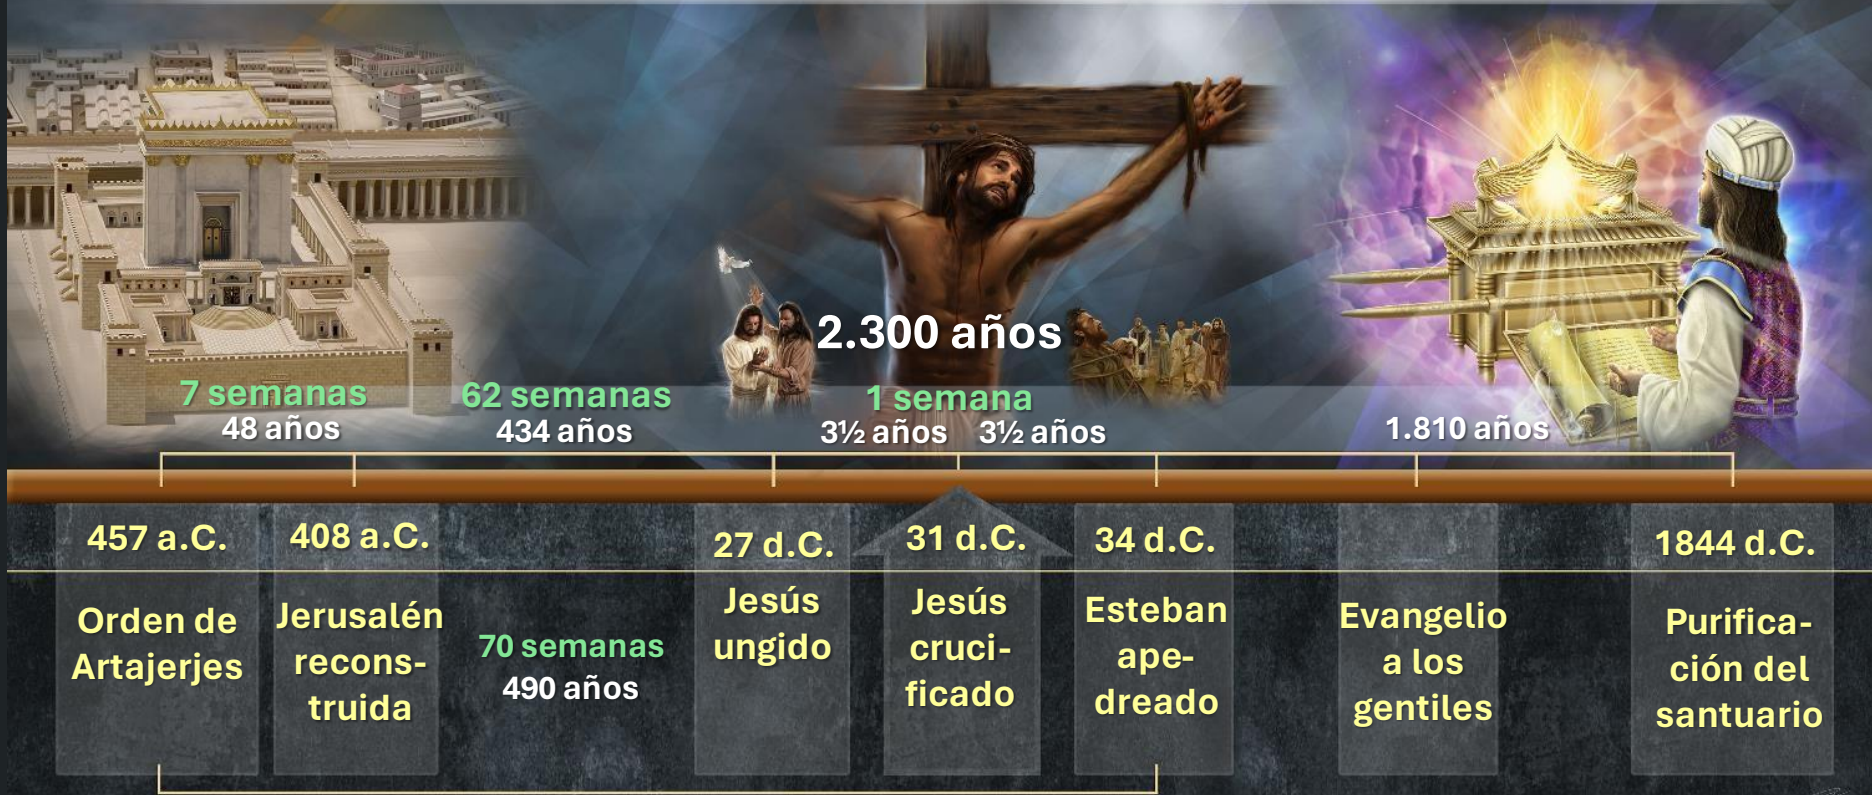 2.300 años
7 semanas
48 años
62 semanas
434 años
1 semana
3½ años 3½ años
1.810 años
457 a.C.
Orden de
Artajerjes
408 a.C.
Jerusalén
recons-
truida
70 semanas
490 años
27 d.C.
Jesús
ungido
31 d.C.
Jesús
cruci-
ficado
34 d.C.
Esteban
ape-
dreado
Evangelio
a los
gentiles
1844 d.C.
Purifica-
ción del
santuario